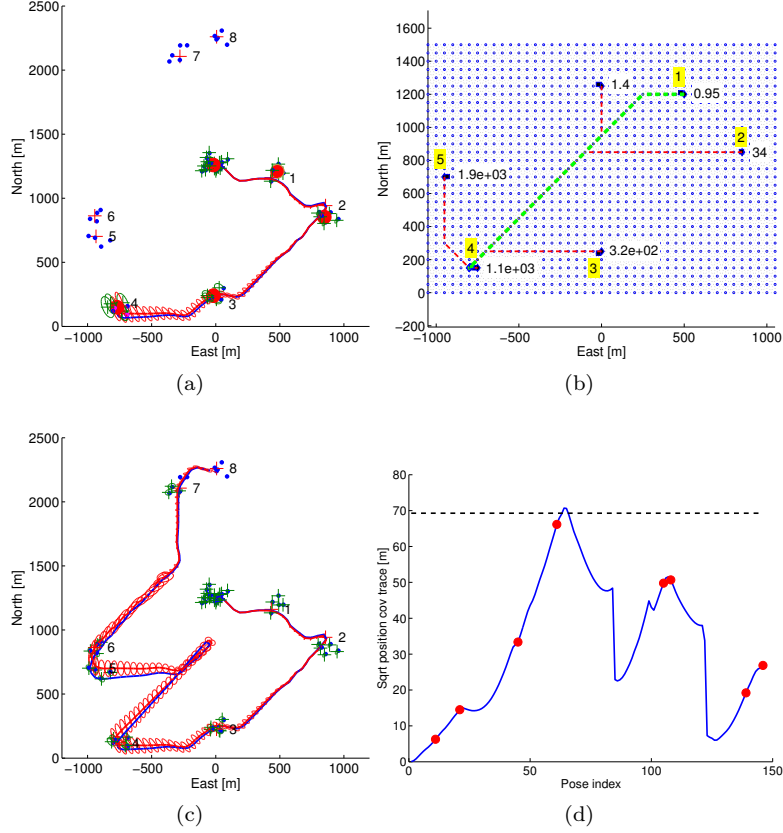 2500
2000
1500
1000
500
0
−1000 −500 0 500 1000
North [m]
East [m]
8
7
1
2
6
5
4
3
(a)
1600
1400
1200
1000
800
600
400
200
0
−200
−1000 −500 0 500 1000
North [m]
East [m]
1
1.4
0.95
2
5
34
1.9e+03
4
3.2e+02
1.1e+03
3
(b)
2500
2000
1500
1000
500
0
−1000 −500 0 500 1000
North [m]
East [m]
8
7
1
2
6
5
3
4
(c)
80
70
60
50
40
30
20
10
0
0 50 100 150
Sqrt position cov trace [m]
Pose index
(d)